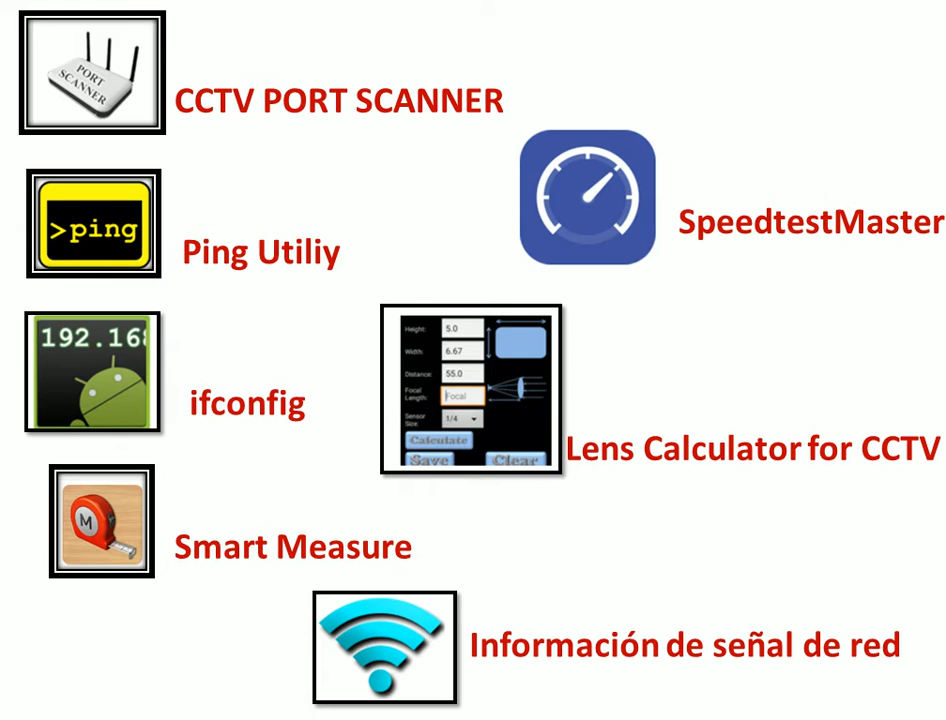 PORT
SCANNER
CCTV PORT SCANNER
SpeedtestMaster
>ping
Ping Utiliy
192.168
ifconfig
Height: 5.0
Width: 6.67
Distance: 55.0
Focal
Length: Focal
Sensor
Size: 1/4
Calculate
Save Clear
Lens Calculator for CCTV
M
Smart Measure
Información de señal de red